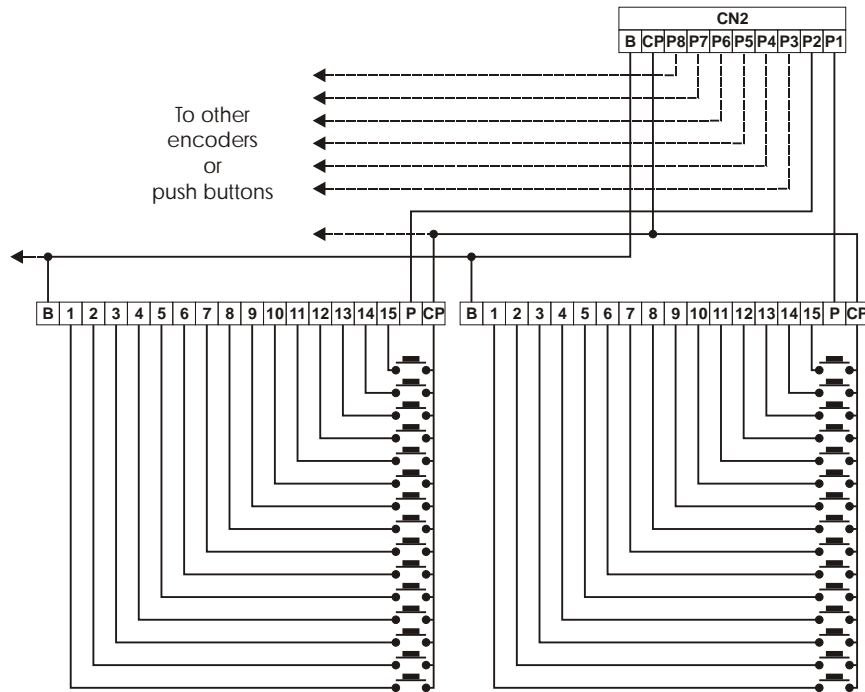 CN2
B CP P8 P7 P6 P5 P4 P3 P2 P1
To other
encoders
or
push buttons
B 1 2 3 4 5 6 7 8 9 10 11 12 13 14 15 P CP
B 1 2 3 4 5 6 7 8 9 10 11 12 13 14 15 P CP